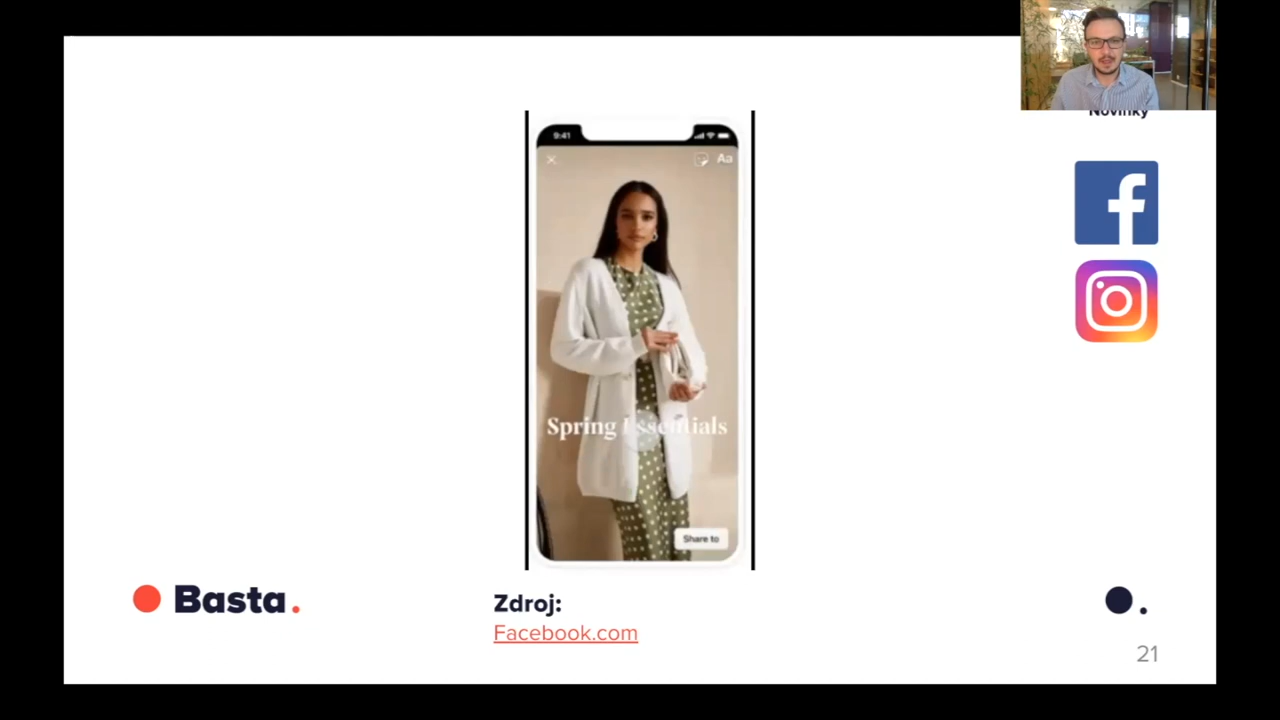 Novinky
9:41
Aa
Spring Essentials
Share to
Basta.
Zdroj:
Facebook.com
21